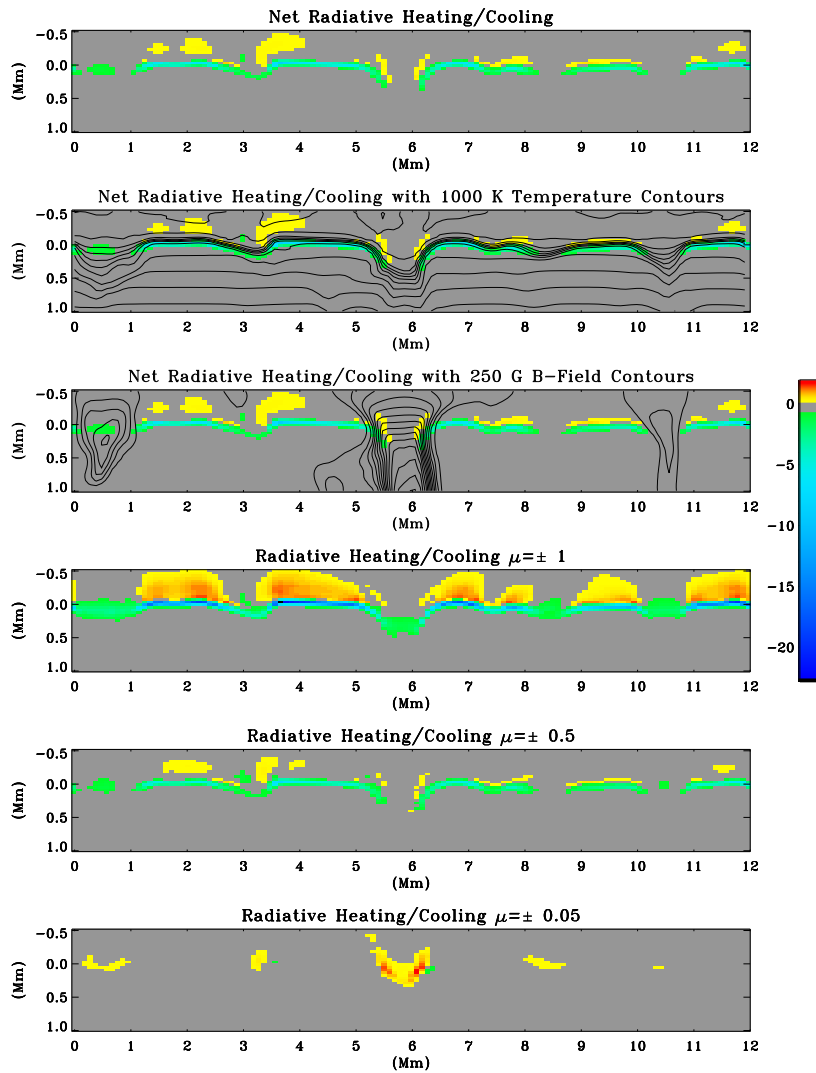 Net Radiative Heating/Cooling
−0.5
0.0
0.5
1.0
(Mm)
0 1 2 3 4 5 6 7 8 9 10 11 12
(Mm)
Net Radiative Heating/Cooling with 1000 K Temperature Contours
−0.5
0.0
0.5
1.0
(Mm)
0 1 2 3 4 5 6 7 8 9 10 11 12
(Mm)
Net Radiative Heating/Cooling with 250 G B−Field Contours
−0.5
0.0
0.5
1.0
(Mm)
0 1 2 3 4 5 6 7 8 9 10 11 12
(Mm)
0
−5
−10
−15
−20
Radiative Heating/Cooling μ=± 1
−0.5
0.0
0.5
1.0
(Mm)
0 1 2 3 4 5 6 7 8 9 10 11 12
(Mm)
Radiative Heating/Cooling μ=± 0.5
−0.5
0.0
0.5
1.0
(Mm)
0 1 2 3 4 5 6 7 8 9 10 11 12
(Mm)
Radiative Heating/Cooling μ=± 0.05
−0.5
0.0
0.5
1.0
(Mm)
0 1 2 3 4 5 6 7 8 9 10 11 12
(Mm)